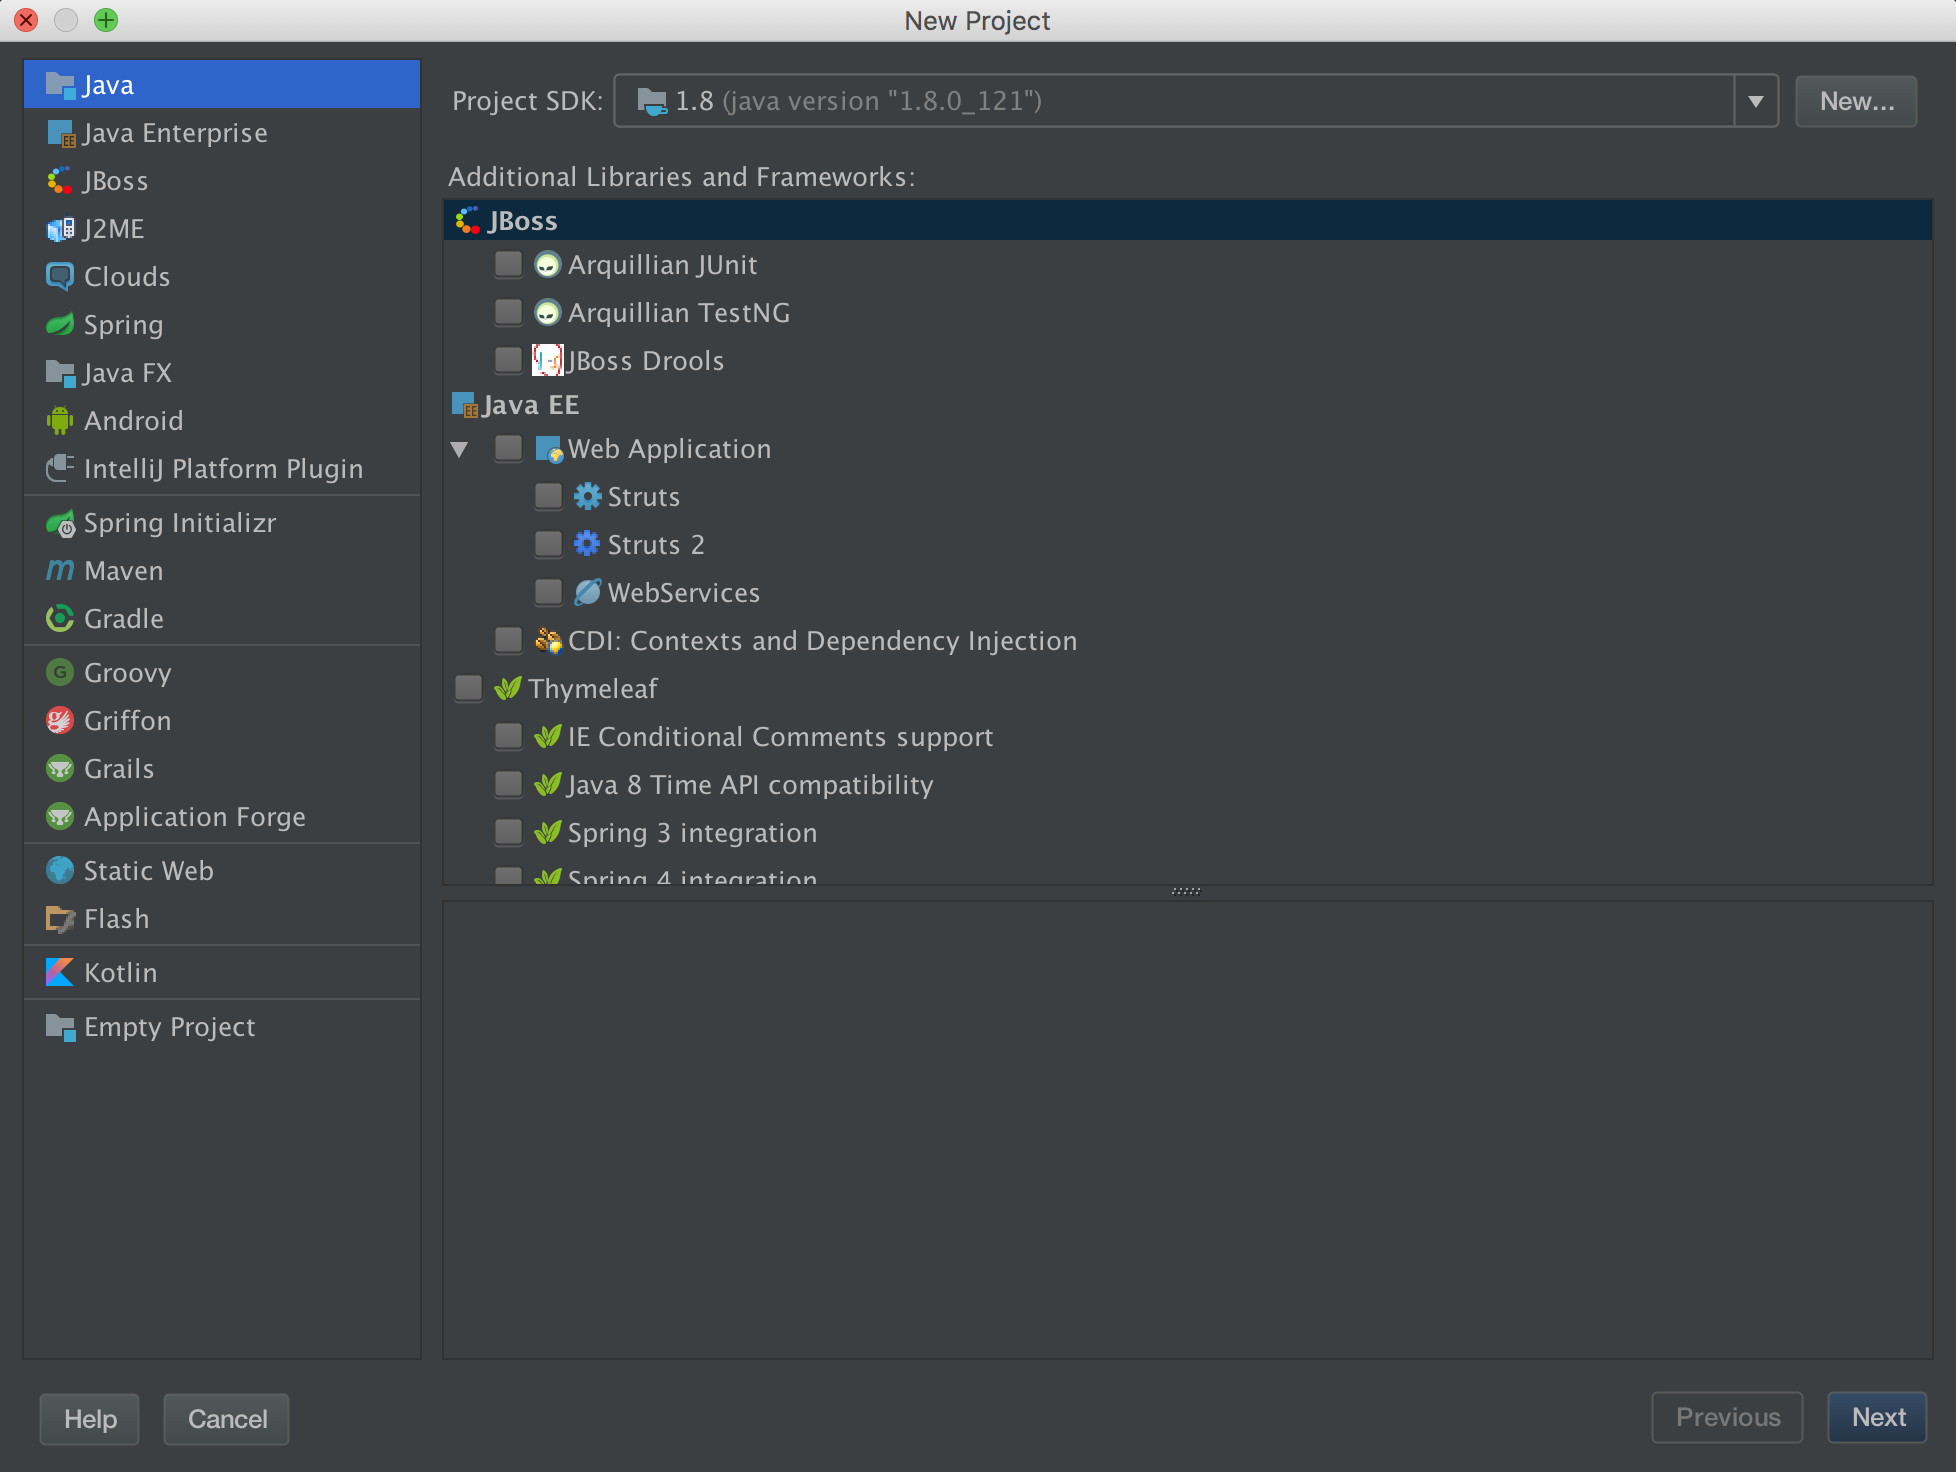 New Project
Java
Java Enterprise
JBoss
J2ME
Clouds
Spring
Java FX
Android
IntelliJ Platform Plugin
Spring Initializr
Maven
Gradle
Groovy
Griffon
Grails
Application Forge
Static Web
Flash
Kotlin
Empty Project
Project SDK: 1.8 (java version "1.8.0_121") New...
Additional Libraries and Frameworks:
JBoss
Arquillian JUnit
Arquillian TestNG
JBoss Drools
Java EE
Web Application
Struts
Struts 2
WebServices
CDI: Contexts and Dependency Injection
Thymeleaf
IE Conditional Comments support
Java 8 Time API compatibility
Spring 3 integration
Spring 4 integration
Help Cancel Previous Next